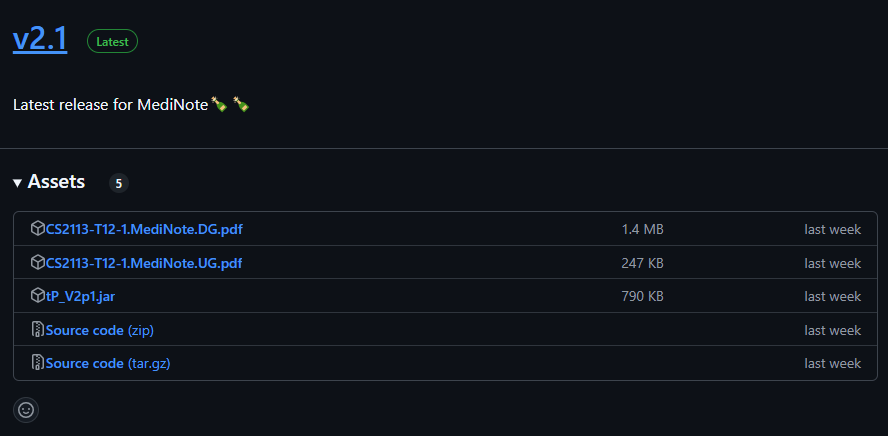 v2.1 Latest
Latest release for MediNote🍾 🍾
Assets 5
CS2113-T12-1.MediNote.DG.pdf 1.4 MB last week
CS2113-T12-1.MediNote.UG.pdf 247 KB last week
tP_V2p1.jar 790 KB last week
Source code (zip) last week
Source code (tar.gz) last week